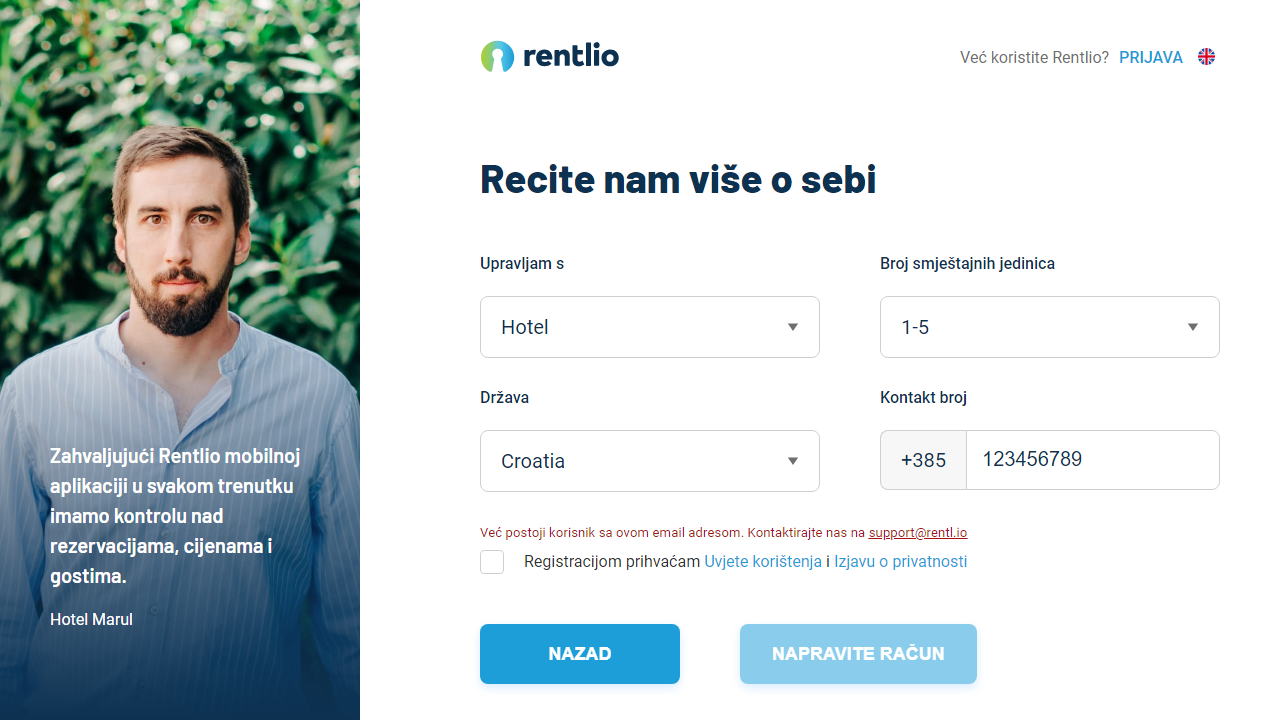 rentlio
Već koristite Rentlio? PRIJAVA
Recite nam više o sebi
Upravljam s
Broj smještajnih jedinica
Hotel
1-5
Država
Kontakt broj
Croatia
+385 123456789
Već postoji korisnik sa ovom email adresom. Kontaktirajte nas na support@rentl.io
Registracijom prihvaćam Uvjete korištenja i Izjavu o privatnosti
NAZAD
NAPRAVITE RAČUN
Zahvaljujući Rentlio mobilnoj
aplikaciji u svakom trenutku
imamo kontrolu nad
rezervacijama, cijenama i
gostima.
Hotel Marul